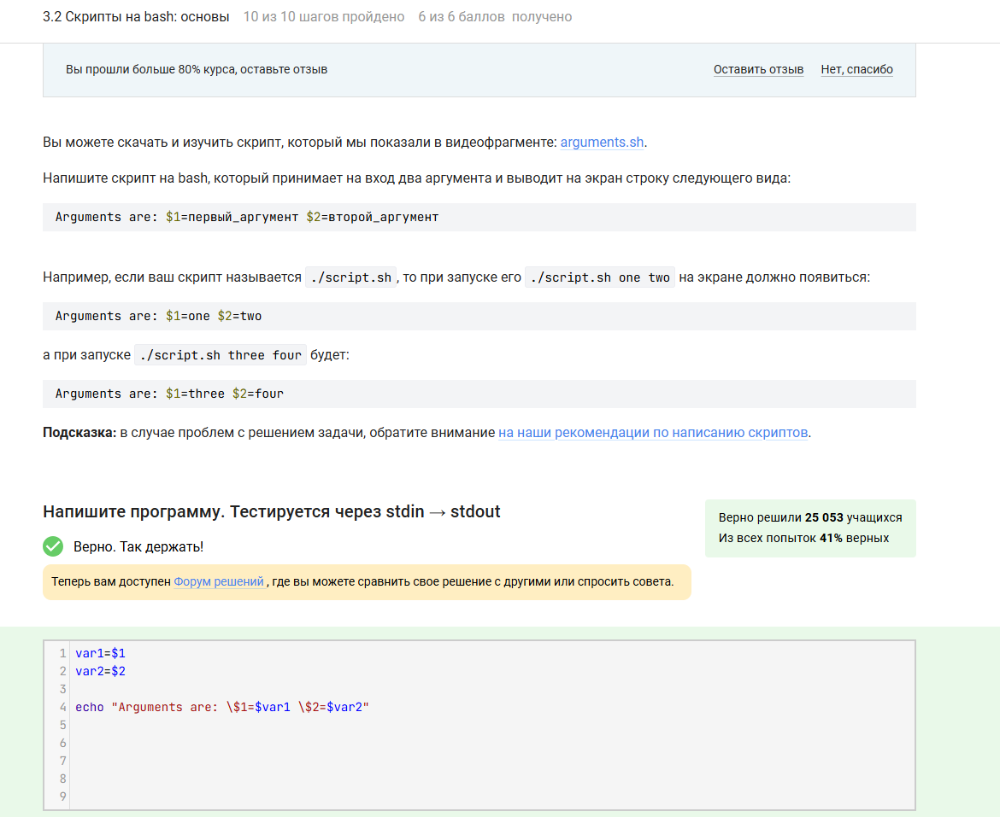 3.2 Скрипты на bash: основы 10 из 10 шагов пройдено 6 из 6 баллов получено
Вы прошли больше 80% курса, оставьте отзыв Оставить отзыв Нет, спасибо
Вы можете скачать и изучить скрипт, который мы показали в видеофрагменте: arguments.sh.
Напишите скрипт на bash, который принимает на вход два аргумента и выводит на экран строку следующего вида:
Arguments are: $1=первый_аргумент $2=второй_аргумент
Например, если ваш скрипт называется ./script.sh, то при запуске его ./script.sh one two на экране должно появиться:
Arguments are: $1=one $2=two
а при запуске ./script.sh three four будет:
Arguments are: $1=three $2=four
Подсказка: в случае проблем с решением задачи, обратите внимание на наши рекомендации по написанию скриптов.
Напишите программу. Тестируется через stdin → stdout
Верно решили 25 053 учащихся
Из всех попыток 41% верных
Верно. Так держать!
Теперь вам доступен Форум решений , где вы можете сравнить свое решение с другими или спросить совета.
1 var1=$1
2 var2=$2
3
4 echo "Arguments are: \$1=$var1 \$2=$var2"
5
6
7
8
9